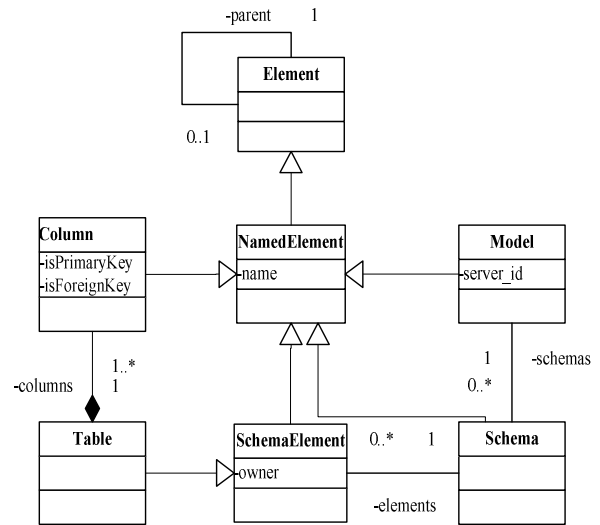 -parent 1
Element
0..1
Column
-isPrimaryKey
-isForeignKey
NamedElement
-name
Model
-server_id
1..*
-columns 1
1 -schemas
0..*
Table
SchemaElement
-owner
0..* 1
Schema
-elements